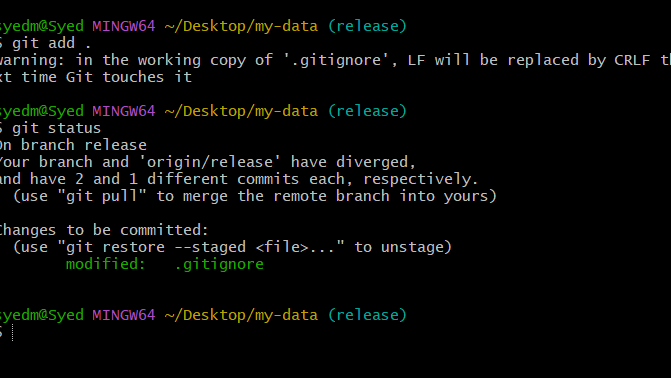 syedm@Syed MINGW64 ~/Desktop/my-data (release)
$ git add .
warning: in the working copy of '.gitignore', LF will be replaced by CRLF th
xt time Git touches it
syedm@Syed MINGW64 ~/Desktop/my-data (release)
$ git status
On branch release
Your branch and 'origin/release' have diverged,
and have 2 and 1 different commits each, respectively.
(use "git pull" to merge the remote branch into yours)
Changes to be committed:
(use "git restore --staged <file>..." to unstage)
modified: .gitignore
syedm@Syed MINGW64 ~/Desktop/my-data (release)
$